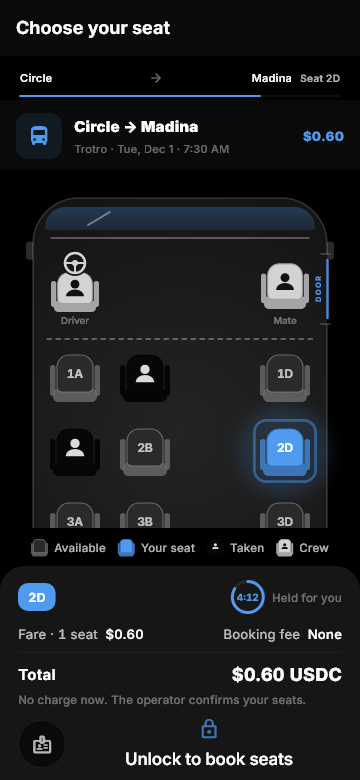 Choose your seat
Circle → Madina Seat 2D
Circle → Madina $0.60
Trotro · Tue, Dec 1 · 7:30 AM
DOOR
Driver Mate
1A 1D
2B 2D
3A 3B 3D
Available Your seat Taken Crew
2D 4:12 Held for you
Fare · 1 seat $0.60 Booking fee None
Total $0.60 USDC
No charge now. The operator confirms your seats.
Unlock to book seats